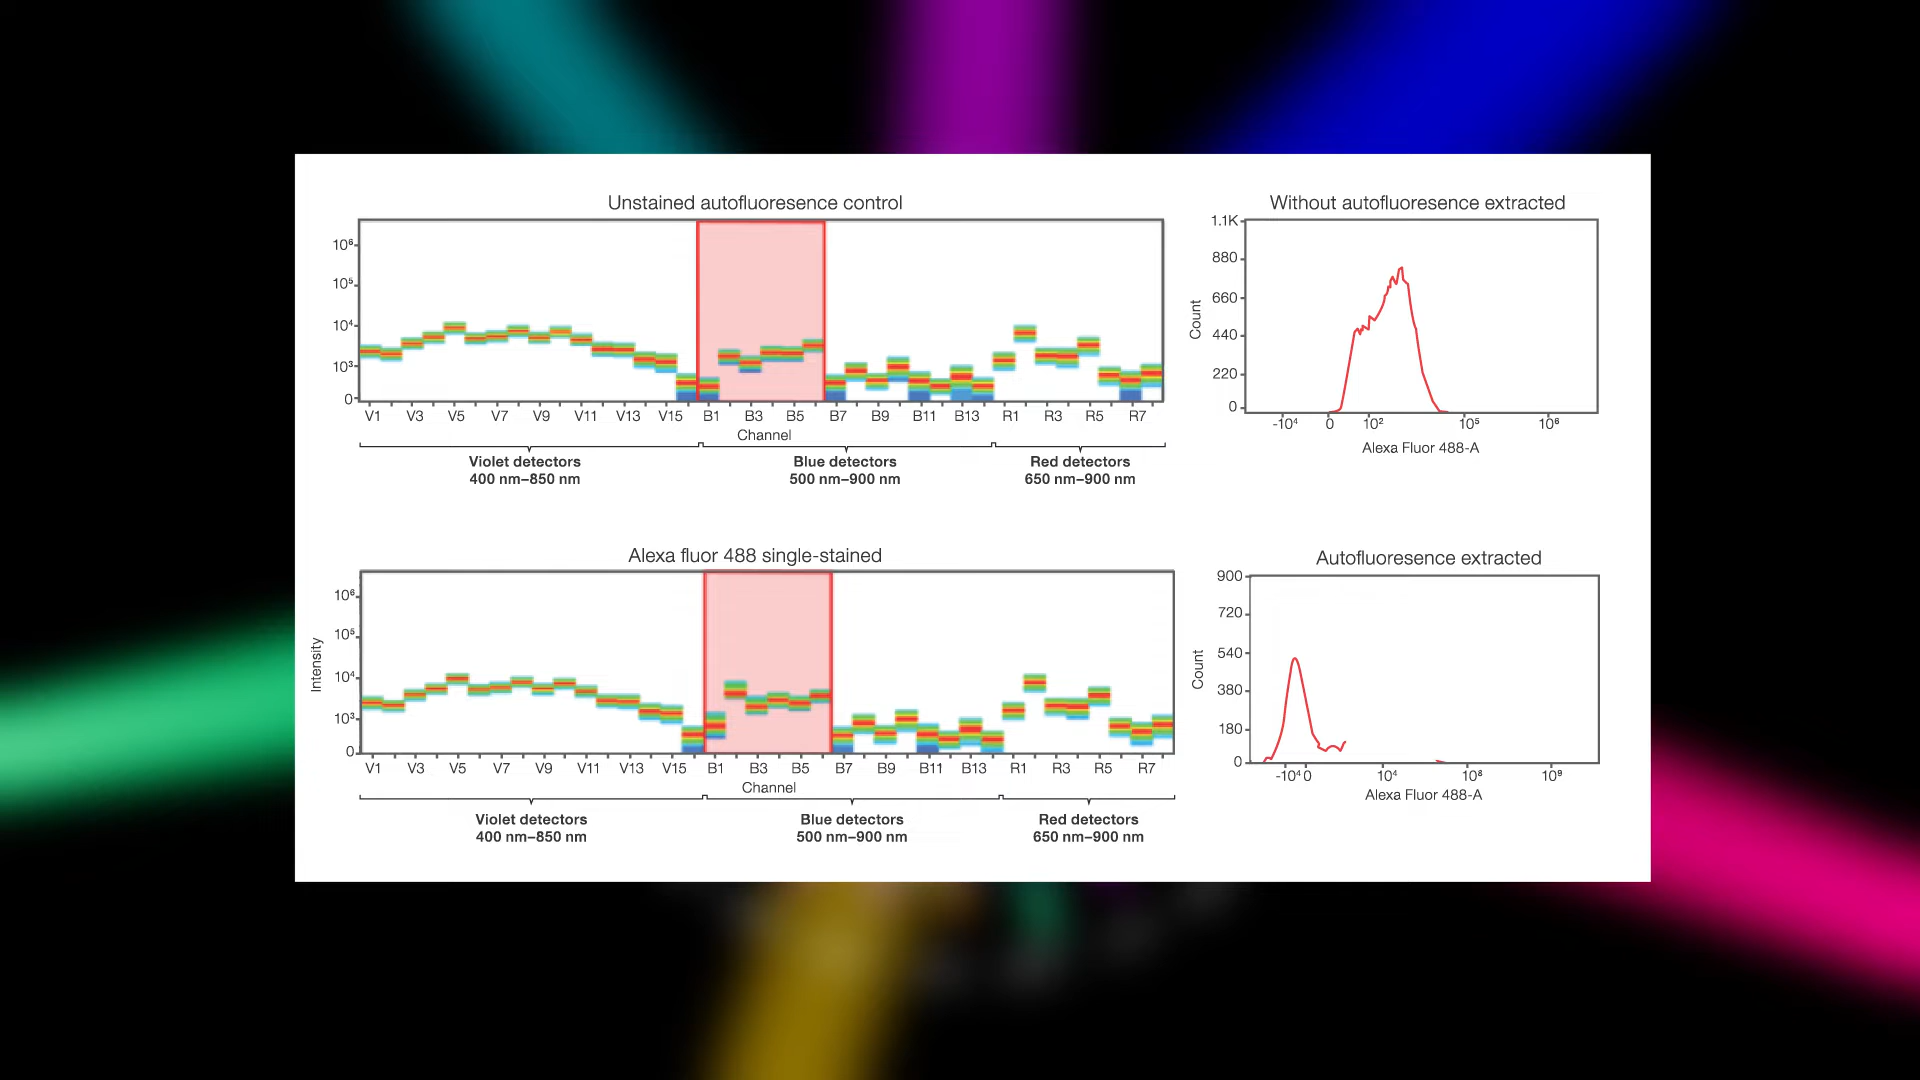 Unstained autofluoresence control
10⁶
10⁵
10⁴
10³
0
V1 V3 V5 V7 V9 V11 V13 V15 B1 B3 B5 B7 B9 B11 B13 R1 R3 R5 R7
Channel
Violet detectors
400 nm–850 nm
Blue detectors
500 nm–900 nm
Red detectors
650 nm–900 nm
Without autofluoresence extracted
1.1K
880
660
440
220
0
Count
-10⁴ 0 10² 10⁵ 10⁶
Alexa Fluor 488-A
Alexa fluor 488 single-stained
Intensity
10⁶
10⁵
10⁴
10³
0
V1 V3 V5 V7 V9 V11 V13 V15 B1 B3 B5 B7 B9 B11 B13 R1 R3 R5 R7
Channel
Violet detectors
400 nm–850 nm
Blue detectors
500 nm–900 nm
Red detectors
650 nm–900 nm
Autofluoresence extracted
900
720
540
380
180
0
Count
-10⁴ 0 10⁴ 10⁸ 10⁹
Alexa Fluor 488-A